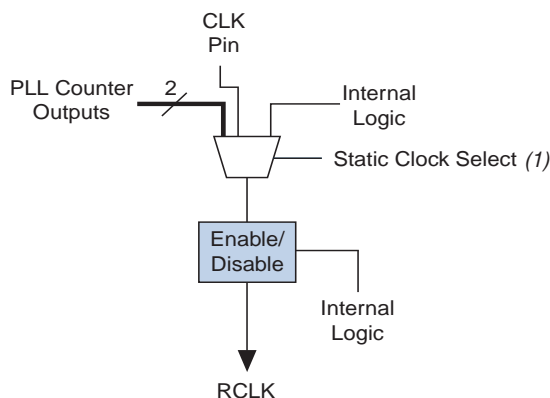 CLK
Pin
PLL Counter
Outputs
2
Internal
Logic
Static Clock Select (1)
Enable/
Disable
Internal
Logic
RCLK